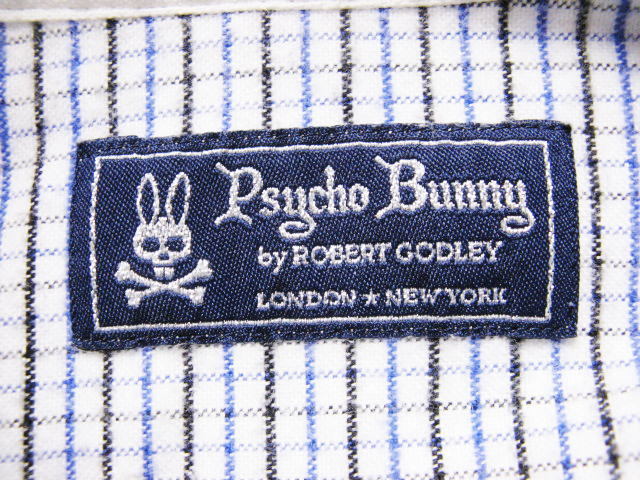 Psycho Bunny
by ROBERT GODLEY
LONDON ★ NEW YORK